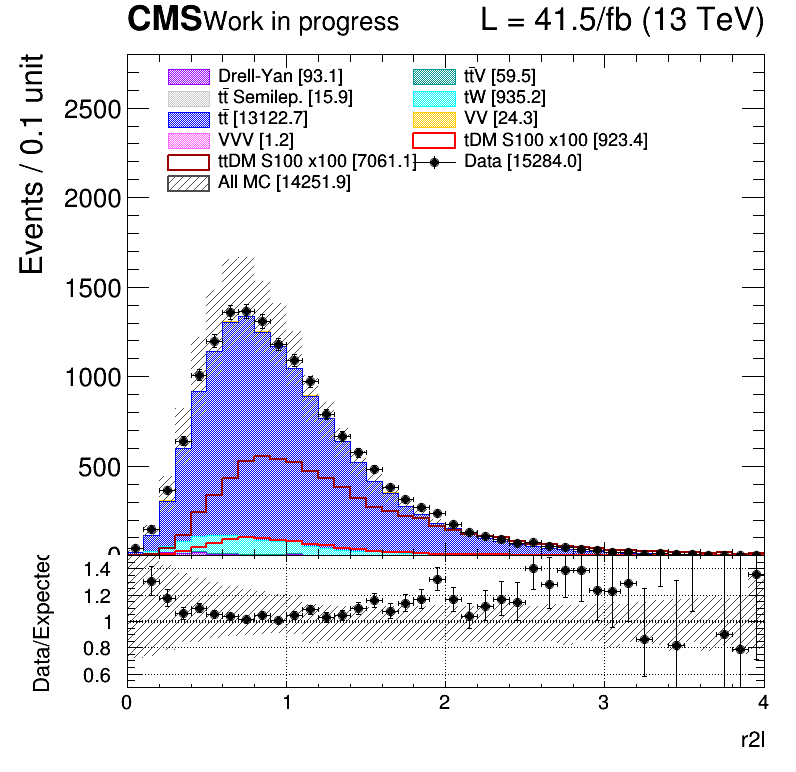 CMS Work in progress L = 41.5/fb (13 TeV)
Events / 0.1 unit
Drell-Yan [93.1] tt̄V [59.5]
tt̄ Semilep. [15.9] tW [935.2]
tt̄ [13122.7] VV [24.3]
VVV [1.2] tDM S100 x100 [923.4]
ttDM S100 x100 [7061.1] Data [15284.0]
All MC [14251.9]
2500
2000
1500
1000
500
0
Data/Expected
1.4
1.2
1
0.8
0.6
0 1 2 3 4
r2l